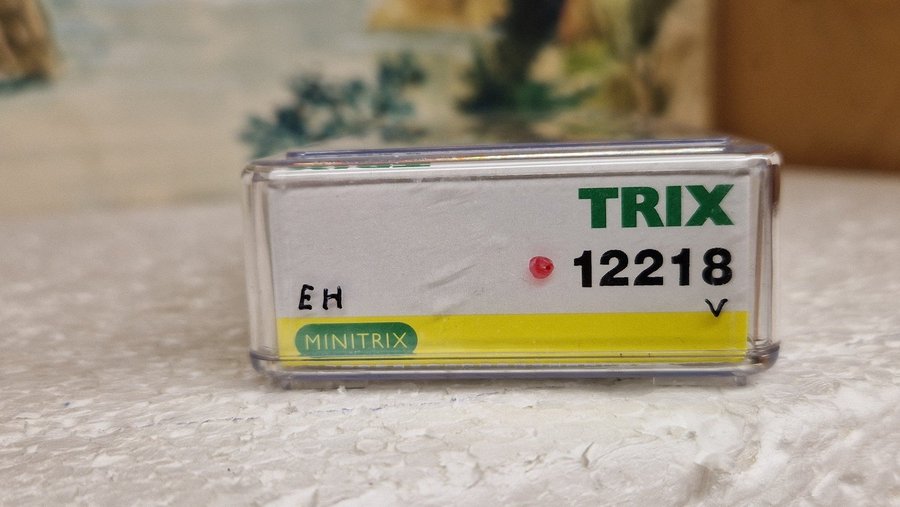 TRIX
12218
EH
V
MINITRIX